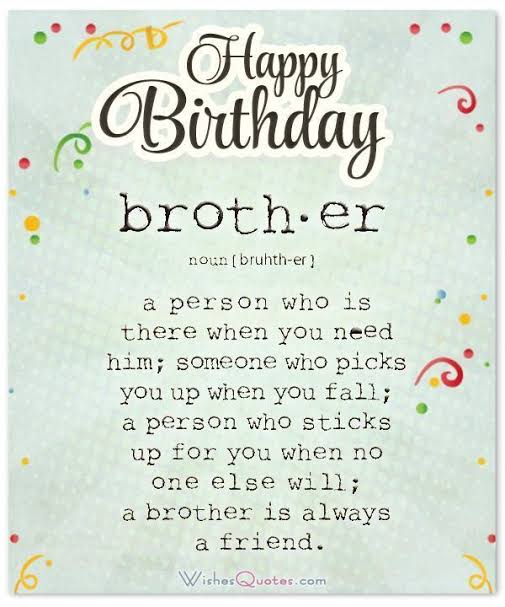 Happy
Birthday
broth·er
noun [bruhth-er]
a person who is
there when you need
him; someone who picks
you up when you fall;
a person who sticks
up for you when no
one else will;
a brother is always
a friend.
WishesQuotes.com